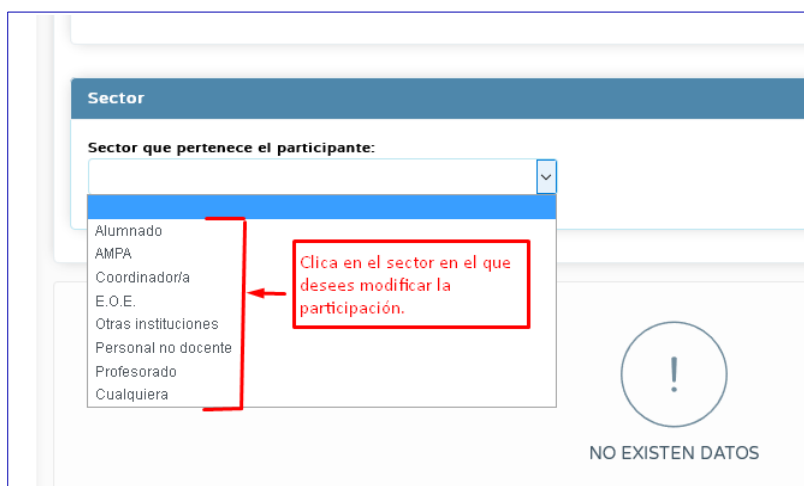 Sector
Sector que pertenece el participante:
Alumnado
AMPA
Coordinador/a
E.O.E.
Otras instituciones
Personal no docente
Profesorado
Cualquiera
Clica en el sector en el que
desees modificar la
participación.
!
NO EXISTEN DATOS